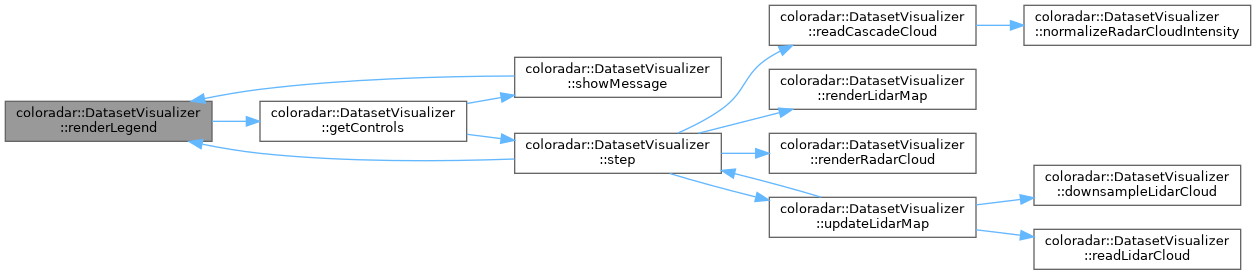 coloradar::DatasetVisualizer
::renderLegend
coloradar::DatasetVisualizer
::getControls
coloradar::DatasetVisualizer
::showMessage
coloradar::DatasetVisualizer
::step
coloradar::DatasetVisualizer
::readCascadeCloud
coloradar::DatasetVisualizer
::normalizeRadarCloudIntensity
coloradar::DatasetVisualizer
::renderLidarMap
coloradar::DatasetVisualizer
::renderRadarCloud
coloradar::DatasetVisualizer
::updateLidarMap
coloradar::DatasetVisualizer
::downsampleLidarCloud
coloradar::DatasetVisualizer
::readLidarCloud